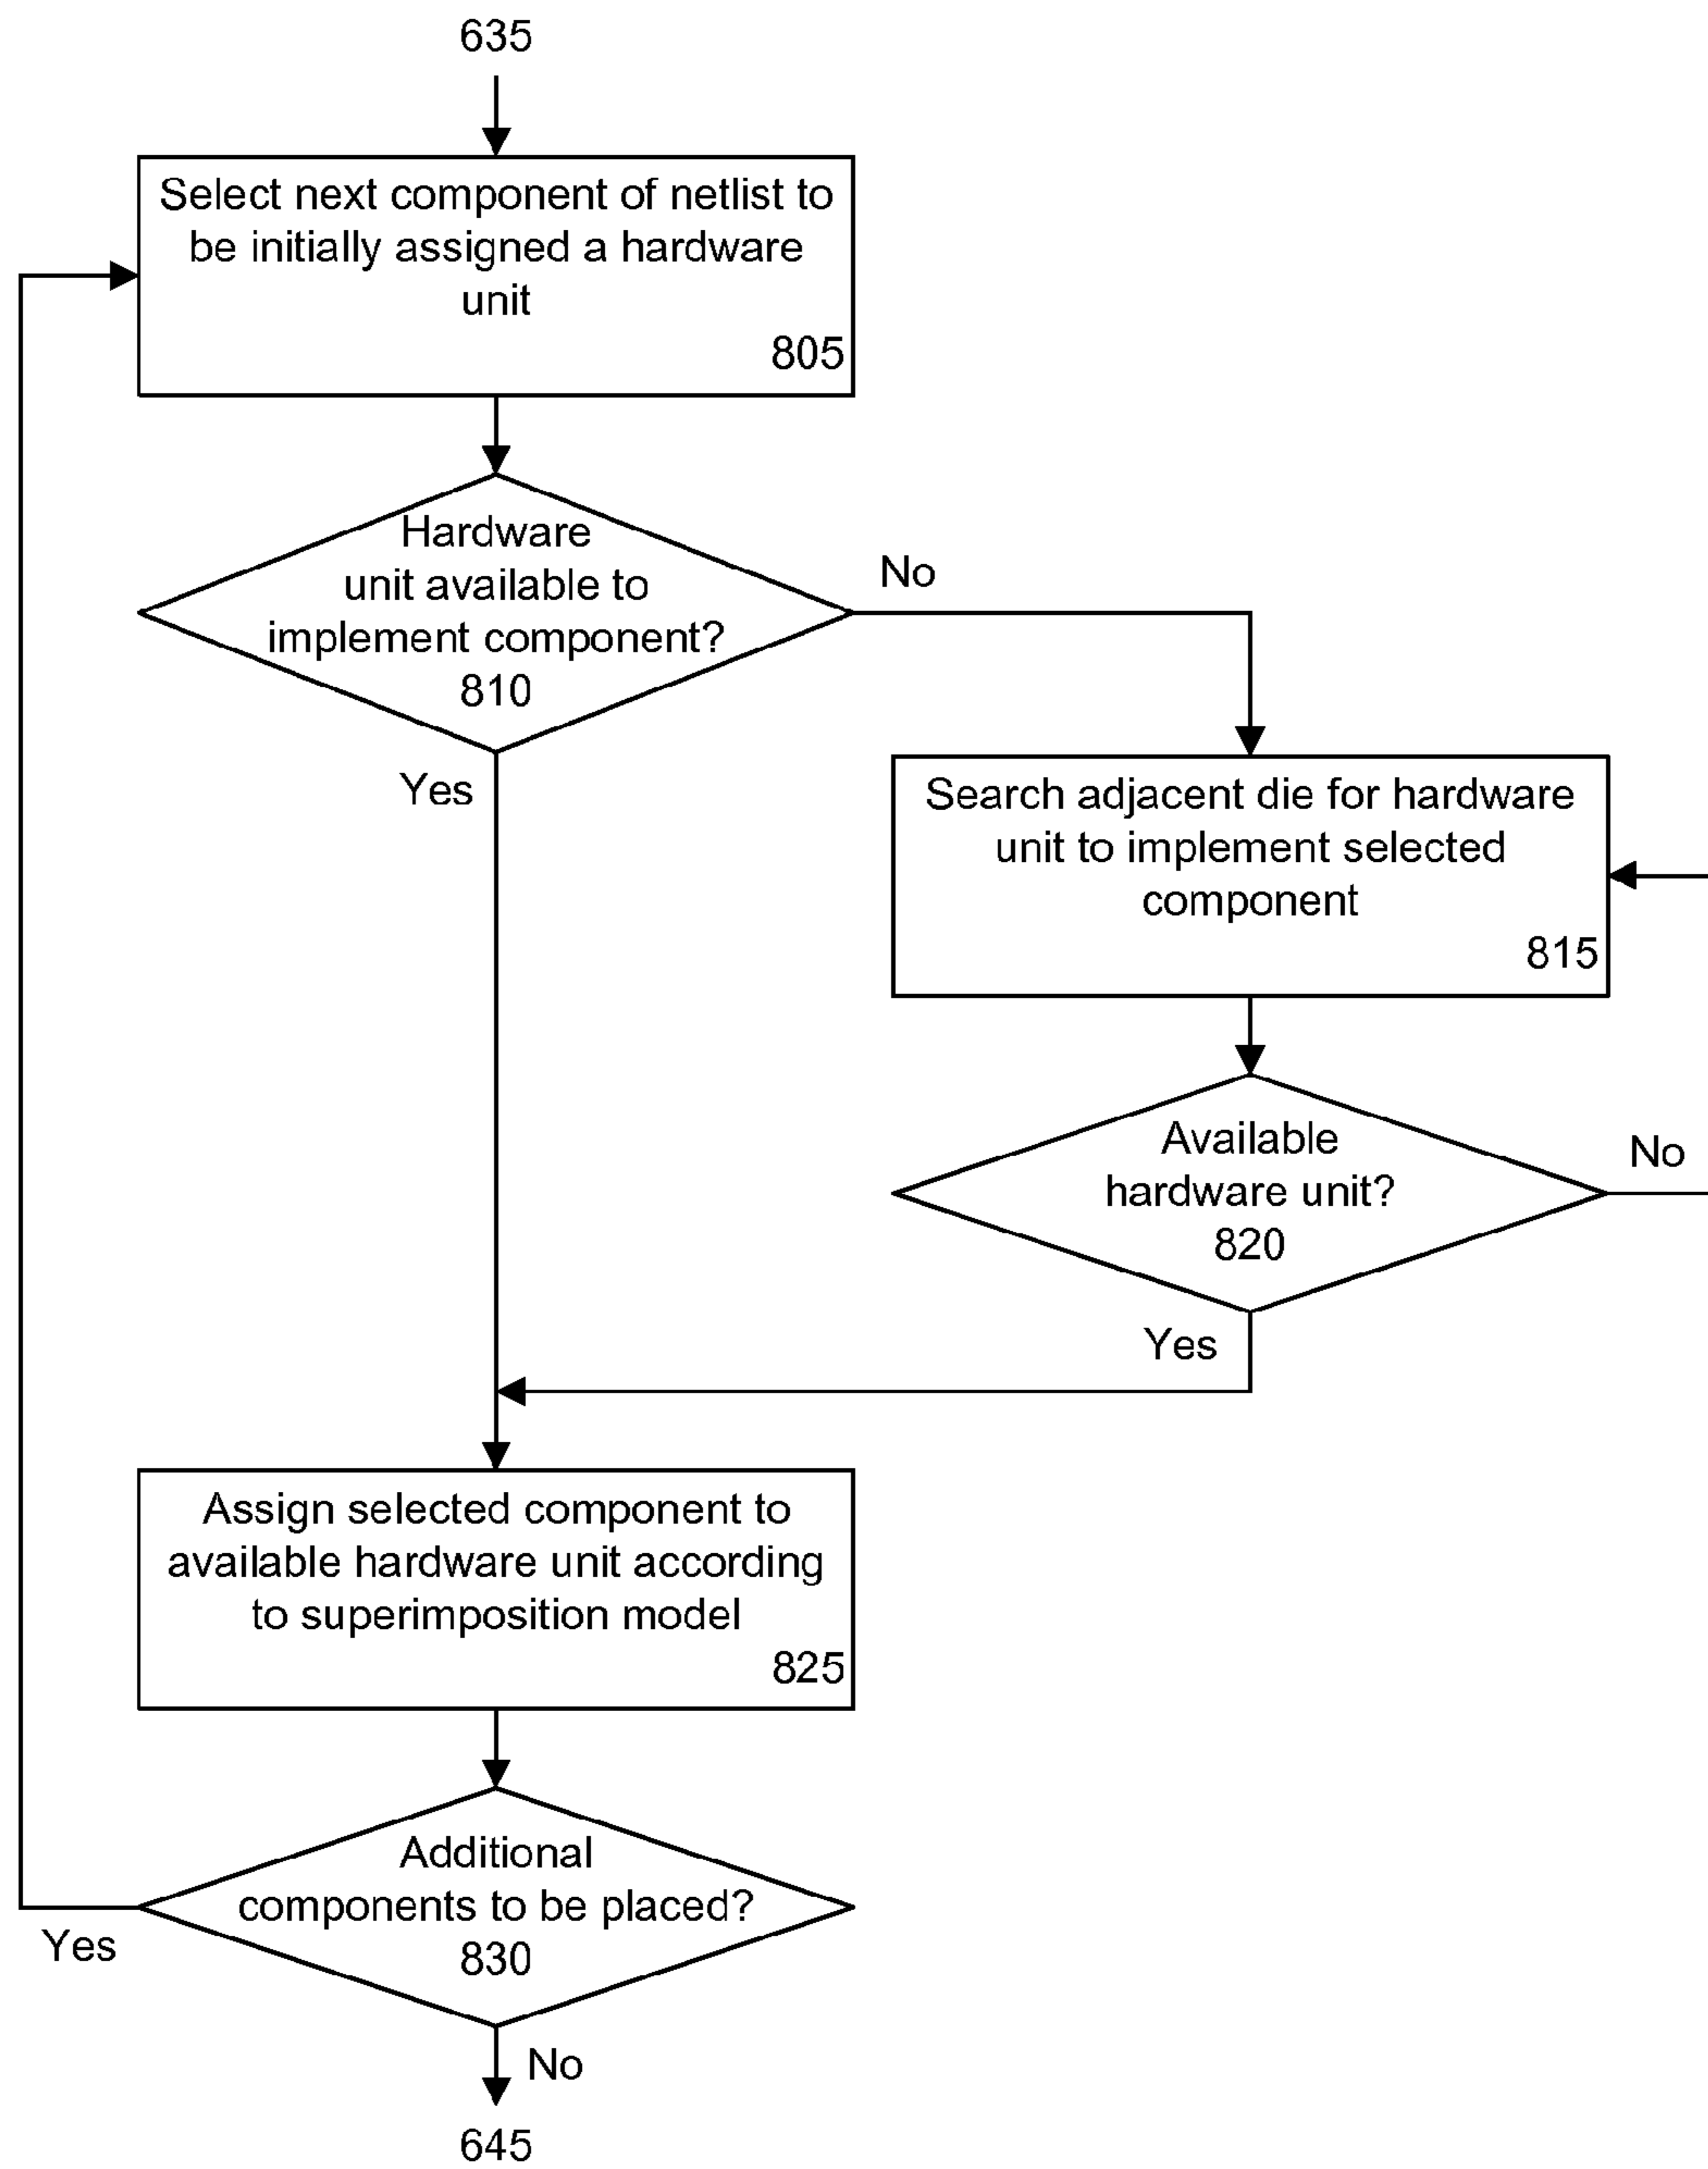 635
Select next component of netlist to
be initially assigned a hardware
unit
805
Hardware
unit available to
implement component?
810
No
Yes
Search adjacent die for hardware
unit to implement selected
component
815
Available
hardware unit?
820
No
Yes
Assign selected component to
available hardware unit according
to superimposition model
825
Additional
components to be placed?
830
Yes
No
645